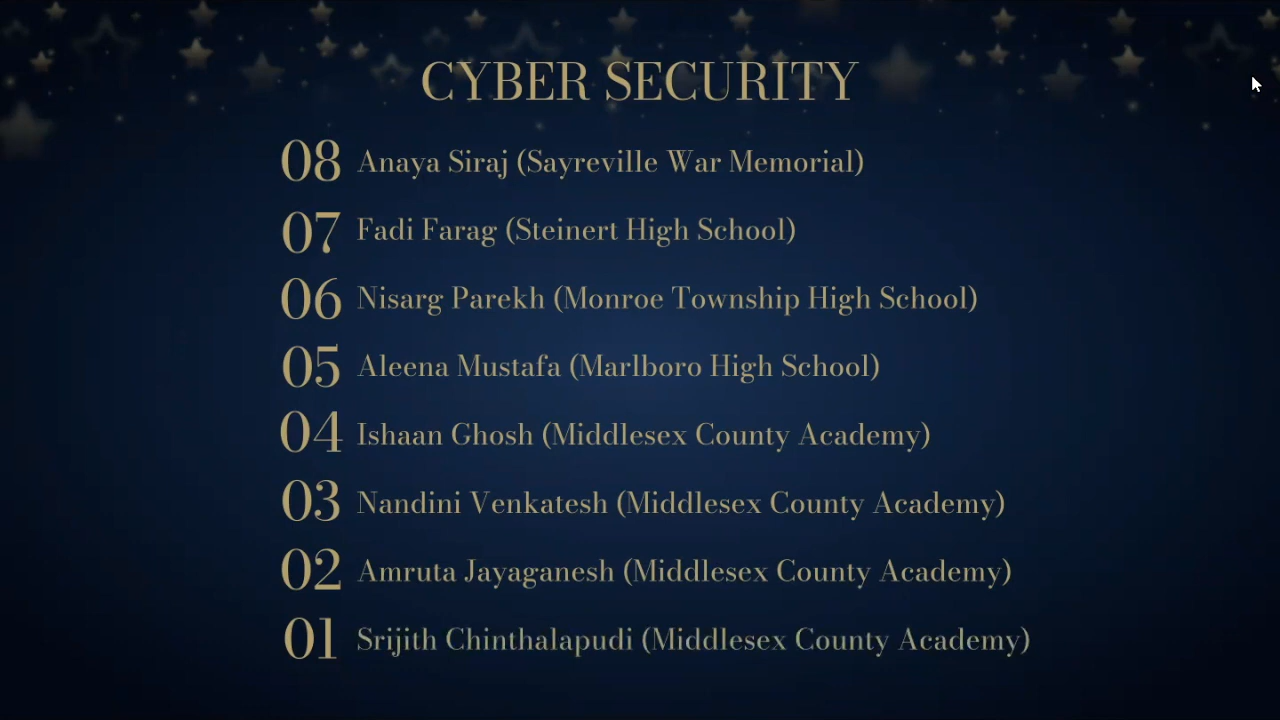 CYBER SECURITY
08 Anaya Siraj (Sayreville War Memorial)
07 Fadi Farag (Steinert High School)
06 Nisarg Parekh (Monroe Township High School)
05 Aleena Mustafa (Marlboro High School)
04 Ishaan Ghosh (Middlesex County Academy)
03 Nandini Venkatesh (Middlesex County Academy)
02 Amruta Jayaganesh (Middlesex County Academy)
01 Srijith Chinthalapudi (Middlesex County Academy)